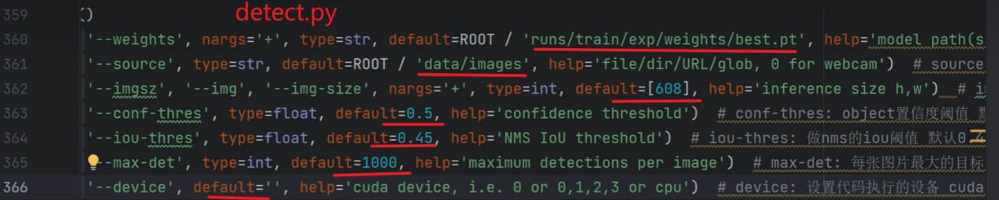 detect.py
359 ()
360 '--weights', nargs='+', type=str, default=ROOT / 'runs/train/exp/weights/best.pt', help='model path(s
361 '--source', type=str, default=ROOT / 'data/images', help='file/dir/URL/glob, 0 for webcam') # source
362 '--imgsz', '--img', '--img-size', nargs='+', type=int, default=[608], help='inference size h,w') # i
363 '--conf-thres', type=float, default=0.5, help='confidence threshold') # conf-thres: object置信度阈值
364 '--iou-thres', type=float, default=0.45, help='NMS IoU threshold') # iou-thres: 做nms的iou阈值 默认0.4
365 '--max-det', type=int, default=1000, help='maximum detections per image') # max-det: 每张图片最大的目标
366 '--device', default='', help='cuda device, i.e. 0 or 0,1,2,3 or cpu') # device: 设置代码执行的设备 cuda